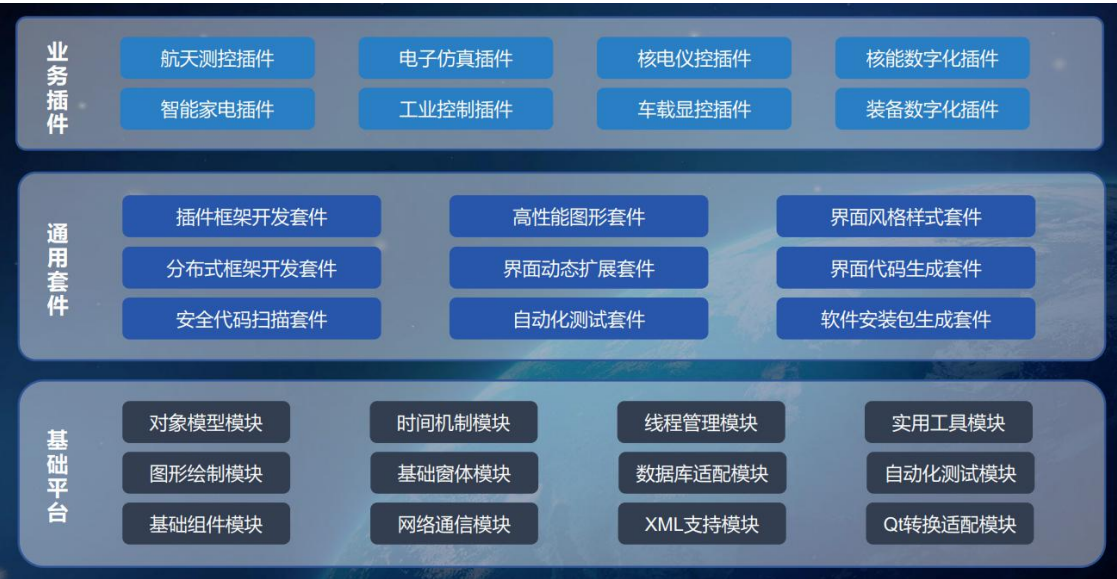 业务插件
航天测控插件
电子仿真插件
核电仪控插件
核能数字化插件
智能家电插件
工业控制插件
车载显控插件
装备数字化插件
通用套件
插件框架开发套件
高性能图形套件
界面风格样式套件
分布式框架开发套件
界面动态扩展套件
界面代码生成套件
安全代码扫描套件
自动化测试套件
软件安装包生成套件
基础平台
对象模型模块
时间机制模块
线程管理模块
实用工具模块
图形绘制模块
基础窗体模块
数据库适配模块
自动化测试模块
基础组件模块
网络通信模块
XML支持模块
Qt转换适配模块